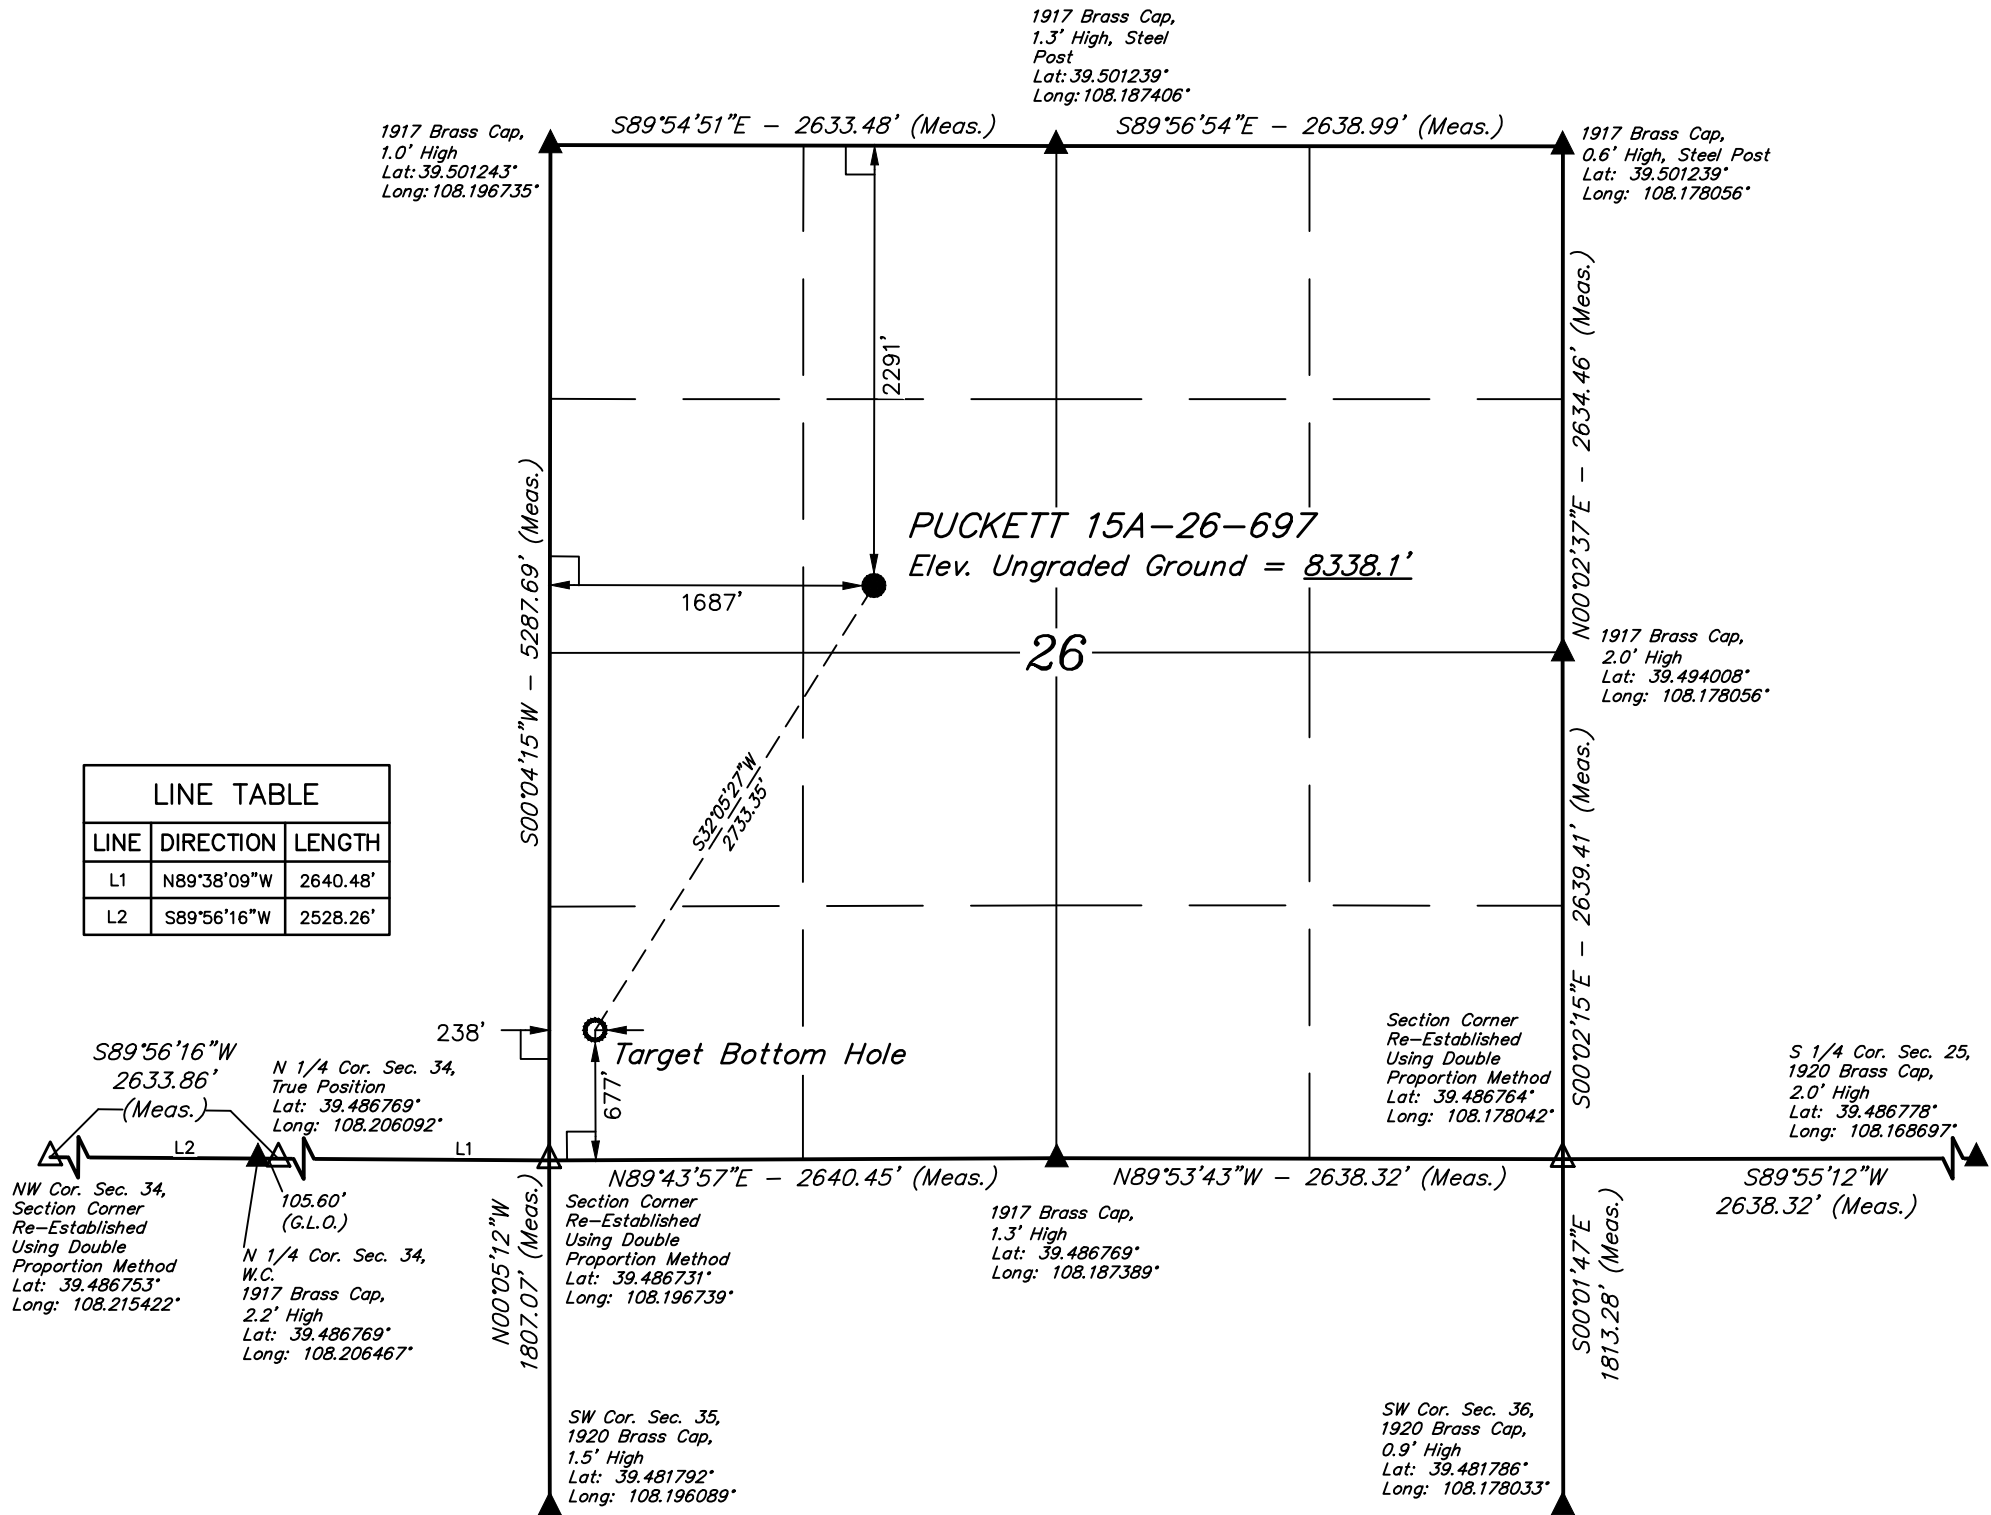 1917 Brass Cap,
1.3' High, Steel
Post
Lat: 39.501239°
Long: 108.187406°
S89°54'51"E - 2633.48' (Meas.)
S89°56'54"E - 2638.99' (Meas.)
1917 Brass Cap,
1.0' High
Lat: 39.501243°
Long: 108.196735°
1917 Brass Cap,
0.6' High, Steel Post
Lat: 39.501239°
Long: 108.178056°
2291'
N00°02'37"E - 2634.46' (Meas.)
S00°04'15"W - 5287.69' (Meas.)
PUCKETT 15A-26-697
Elev. Ungraded Ground = 8338.1'
1687'
26
1917 Brass Cap,
2.0' High
Lat: 39.494008°
Long: 108.178056°
S32°05'27"W
2733.35'
S00°02'15"E - 2639.41' (Meas.)
LINE TABLE
LINE DIRECTION LENGTH
L1 N89°38'09"W 2640.48'
L2 S89°56'16"W 2528.26'
238'
Target Bottom Hole
677'
S89°56'16"W
2633.86'
(Meas.)
N 1/4 Cor. Sec. 34,
True Position
Lat: 39.486769°
Long: 108.206092°
Section Corner
Re-Established
Using Double
Proportion Method
Lat: 39.486764°
Long: 108.178042°
S 1/4 Cor. Sec. 25,
1920 Brass Cap,
2.0' High
Lat: 39.486778°
Long: 108.168697°
L2
L1
N89°43'57"E - 2640.45' (Meas.)
N89°53'43"W - 2638.32' (Meas.)
S89°55'12"W
2638.32' (Meas.)
NW Cor. Sec. 34,
Section Corner
Re-Established
Using Double
Proportion Method
Lat: 39.486753°
Long: 108.215422°
105.60'
(G.L.O.)
N 1/4 Cor. Sec. 34,
W.C.
1917 Brass Cap,
2.2' High
Lat: 39.486769°
Long: 108.206467°
N00°05'12"W
1807.07' (Meas.)
Section Corner
Re-Established
Using Double
Proportion Method
Lat: 39.486731°
Long: 108.196739°
1917 Brass Cap,
1.3' High
Lat: 39.486769°
Long: 108.187389°
S00°01'47"E
1813.28' (Meas.)
SW Cor. Sec. 35,
1920 Brass Cap,
1.5' High
Lat: 39.481792°
Long: 108.196089°
SW Cor. Sec. 36,
1920 Brass Cap,
0.9' High
Lat: 39.481786°
Long: 108.178033°